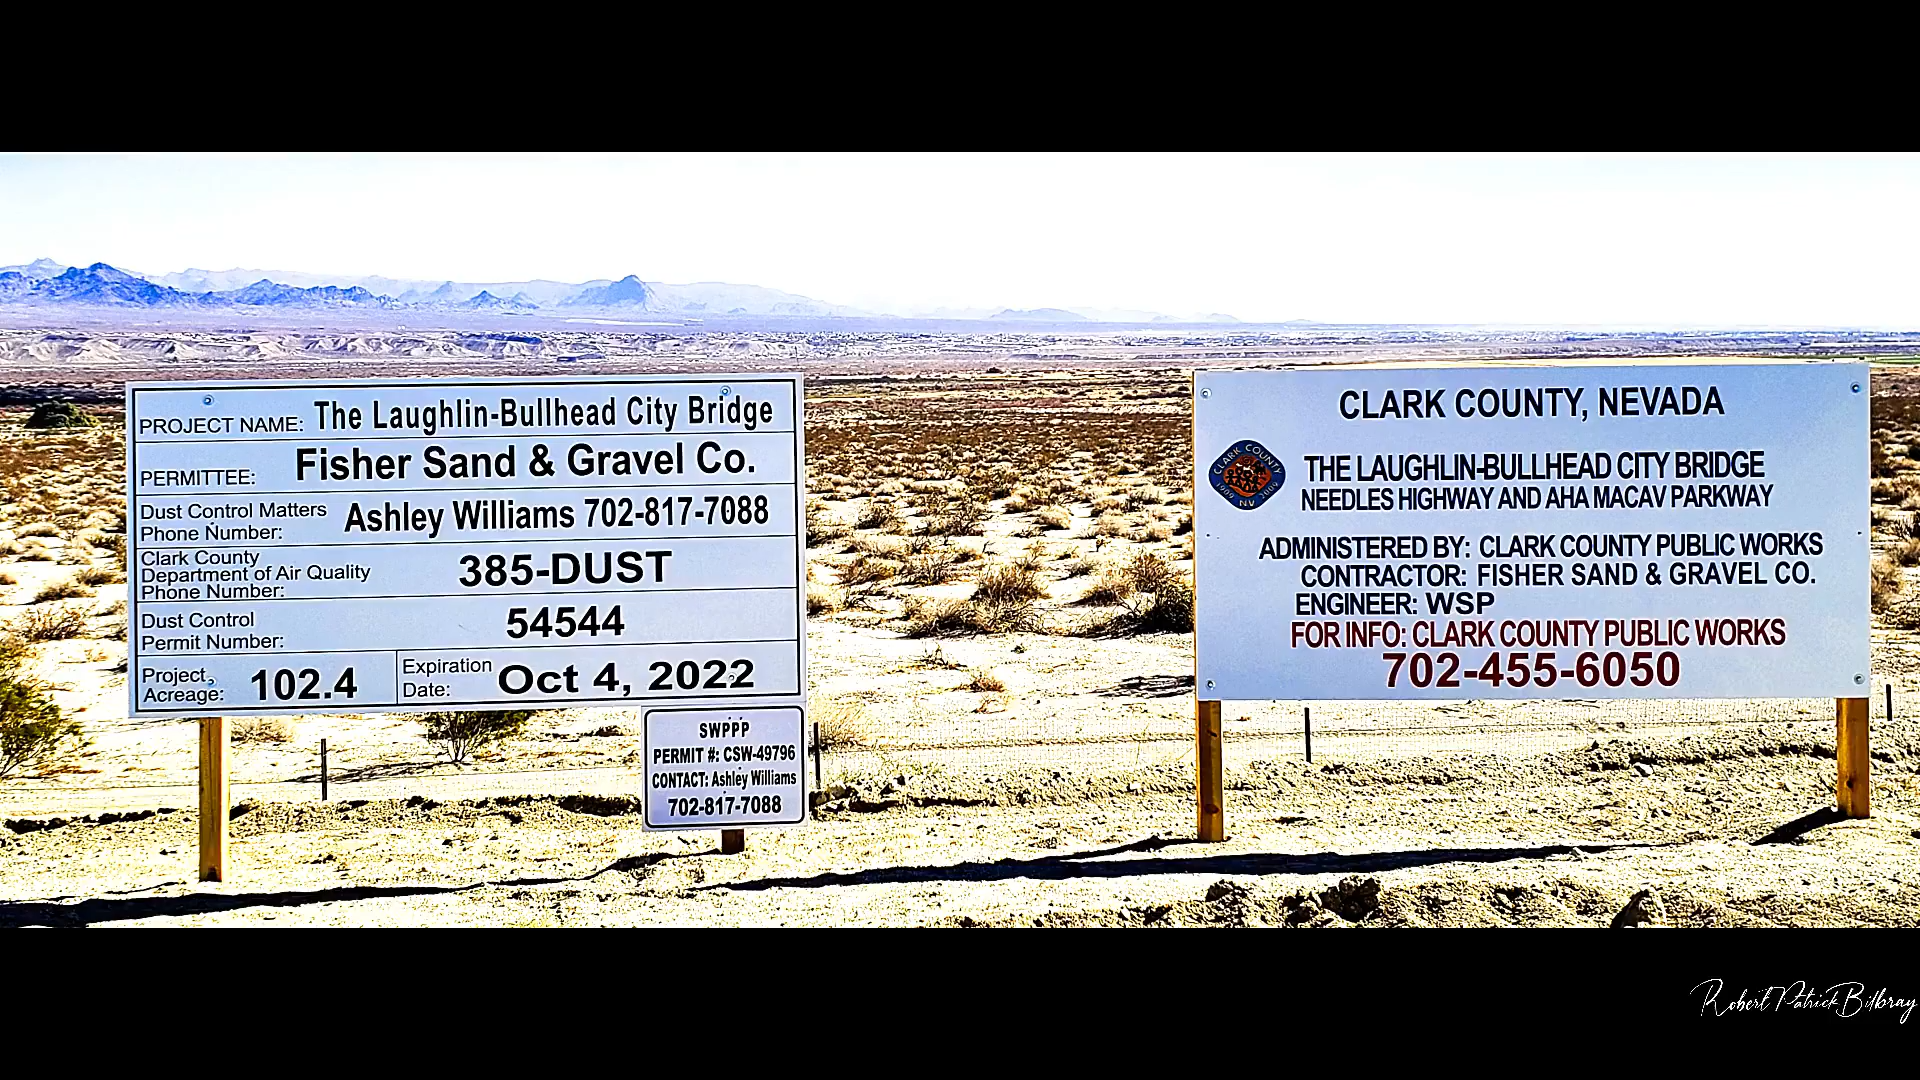 PROJECT NAME: The Laughlin-Bullhead City Bridge
PERMITTEE: Fisher Sand & Gravel Co.
Dust Control Matters
Phone Number: Ashley Williams 702-817-7088
Clark County
Department of Air Quality
Phone Number: 385-DUST
Dust Control
Permit Number: 54544
Project
Acreage: 102.4
Expiration
Date: Oct 4, 2022
SWPPP
PERMIT #: CSW-49796
CONTACT: Ashley Williams
702-817-7088
CLARK COUNTY, NEVADA
CLARK COUNTY
1909 NV 2009
THE LAUGHLIN-BULLHEAD CITY BRIDGE
NEEDLES HIGHWAY AND AHA MACAV PARKWAY
ADMINISTERED BY: CLARK COUNTY PUBLIC WORKS
CONTRACTOR: FISHER SAND & GRAVEL CO.
ENGINEER: WSP
FOR INFO: CLARK COUNTY PUBLIC WORKS
702-455-6050
Robert Patrick Bilbray